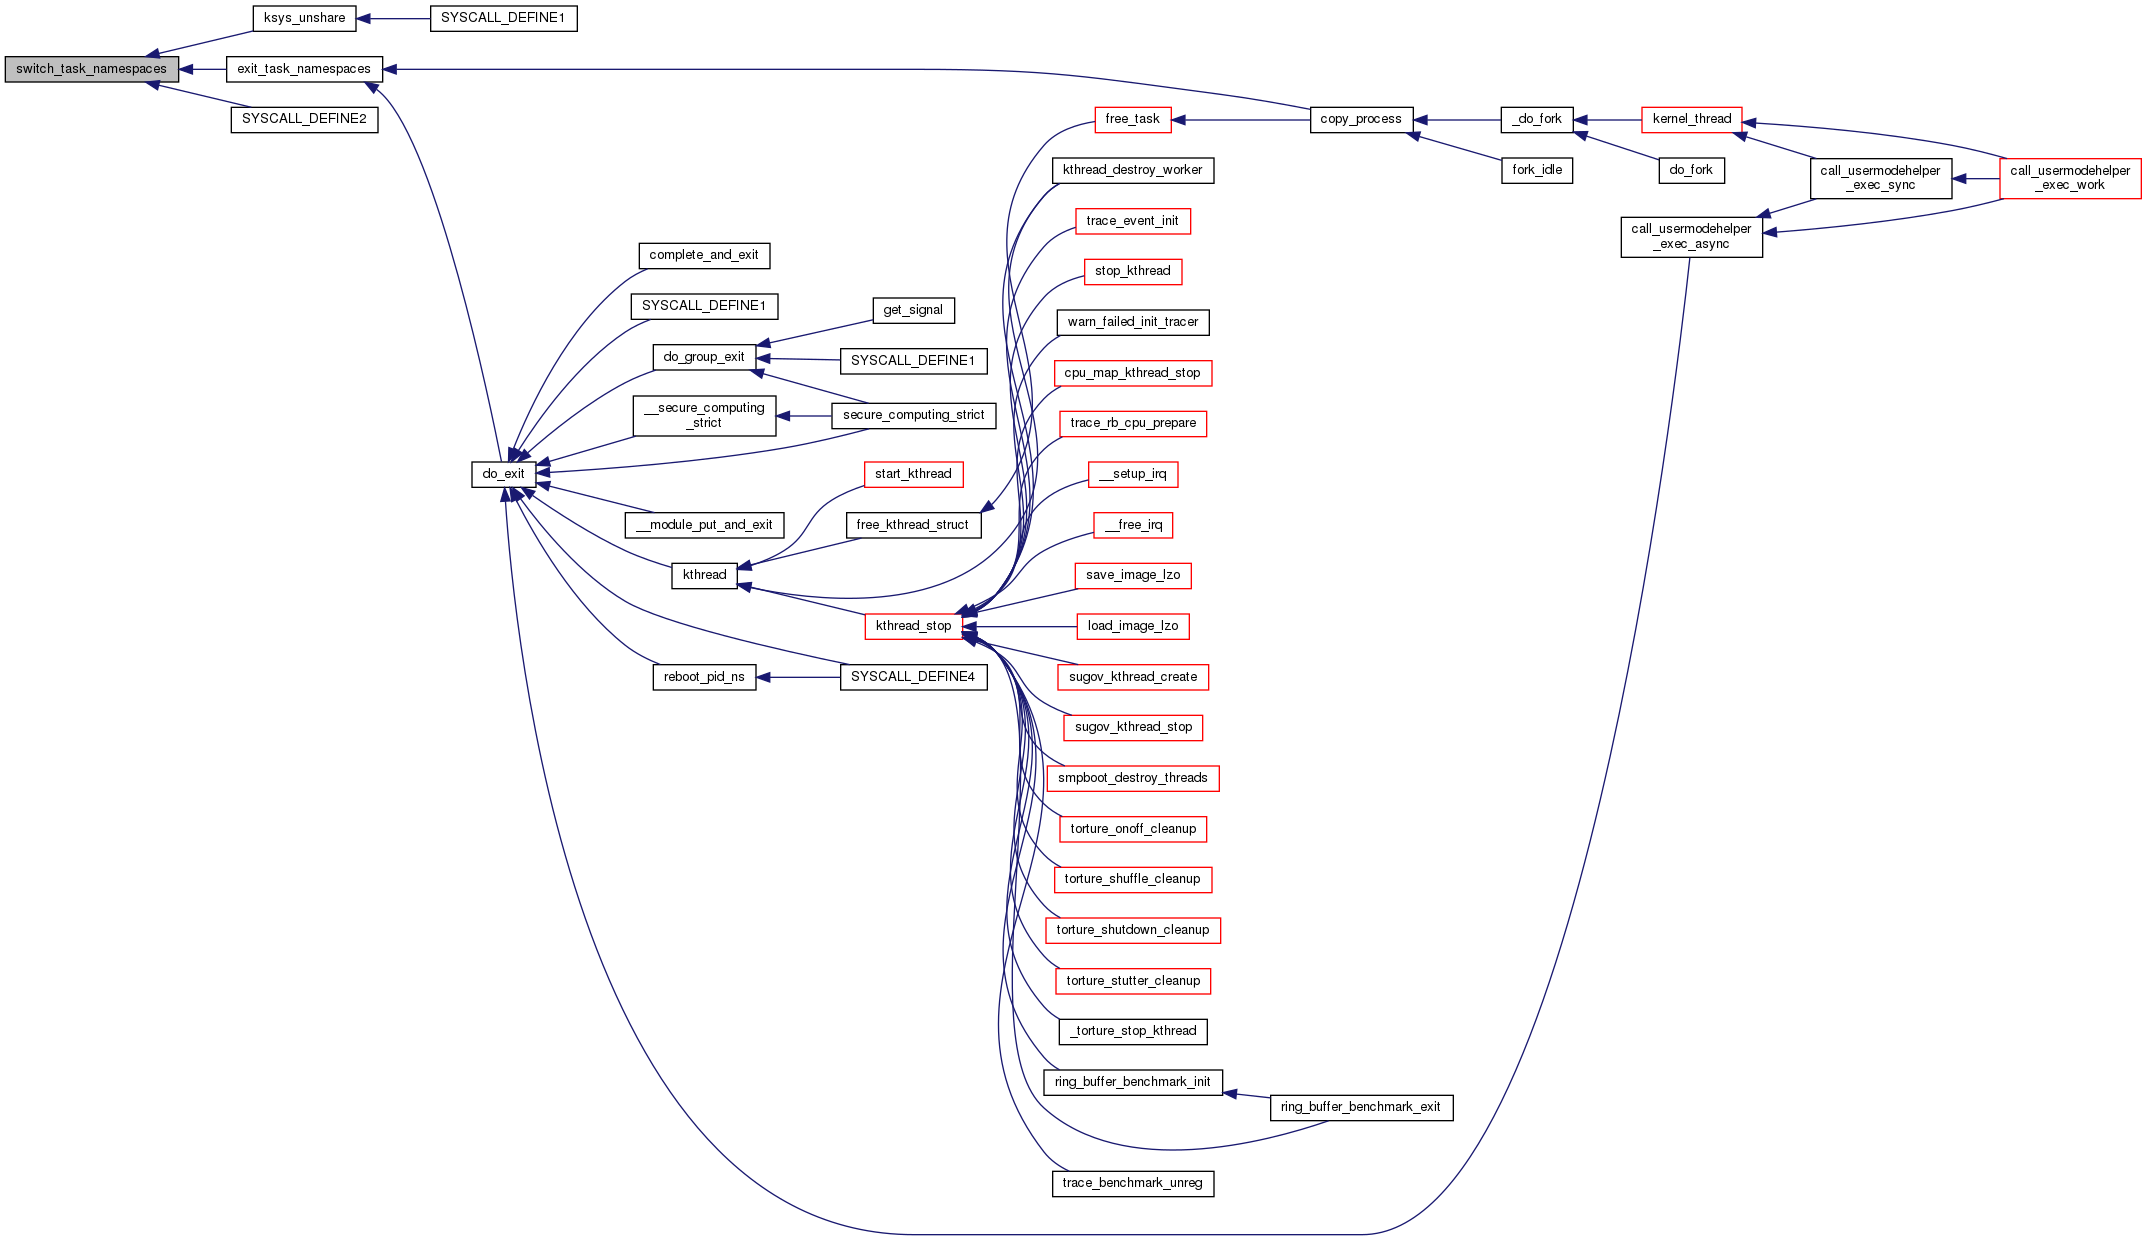 ksys_unshare
SYSCALL_DEFINE1
switch_task_namespaces
exit_task_namespaces
SYSCALL_DEFINE2
free_task
copy_process
_do_fork
kernel_thread
kthread_destroy_worker
fork_idle
do_fork
call_usermodehelper
_exec_sync
call_usermodehelper
_exec_work
trace_event_init
call_usermodehelper
_exec_async
complete_and_exit
stop_kthread
SYSCALL_DEFINE1
get_signal
warn_failed_init_tracer
do_group_exit
SYSCALL_DEFINE1
cpu_map_kthread_stop
__secure_computing
_strict
secure_computing_strict
trace_rb_cpu_prepare
do_exit
start_kthread
__setup_irq
__module_put_and_exit
free_kthread_struct
__free_irq
kthread
save_image_lzo
kthread_stop
load_image_lzo
reboot_pid_ns
SYSCALL_DEFINE4
sugov_kthread_create
sugov_kthread_stop
smpboot_destroy_threads
torture_onoff_cleanup
torture_shuffle_cleanup
torture_shutdown_cleanup
torture_stutter_cleanup
_torture_stop_kthread
ring_buffer_benchmark_init
ring_buffer_benchmark_exit
trace_benchmark_unreg